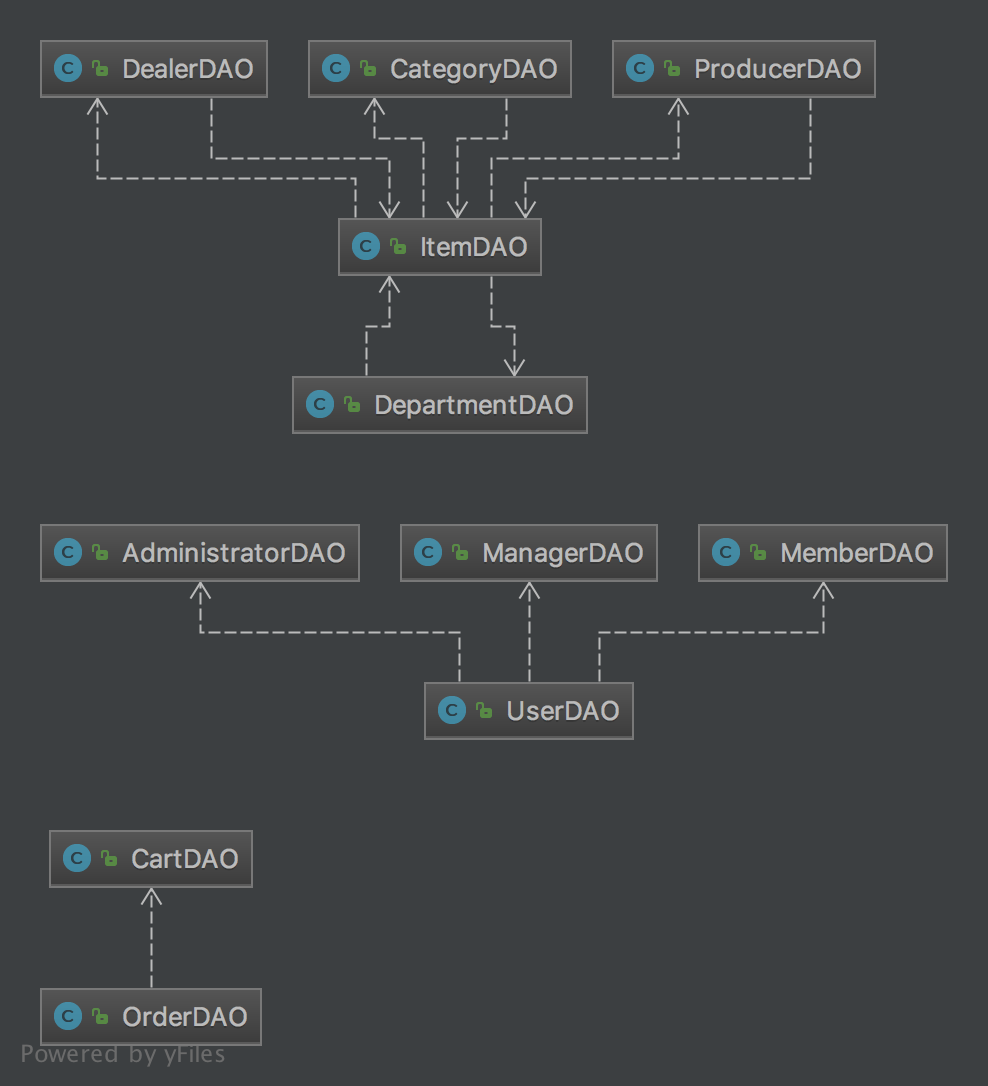 C DealerDAO
C CategoryDAO
C ProducerDAO
C ItemDAO
C DepartmentDAO
C AdministratorDAO
C ManagerDAO
C MemberDAO
C UserDAO
C CartDAO
C OrderDAO
Powered by yFiles